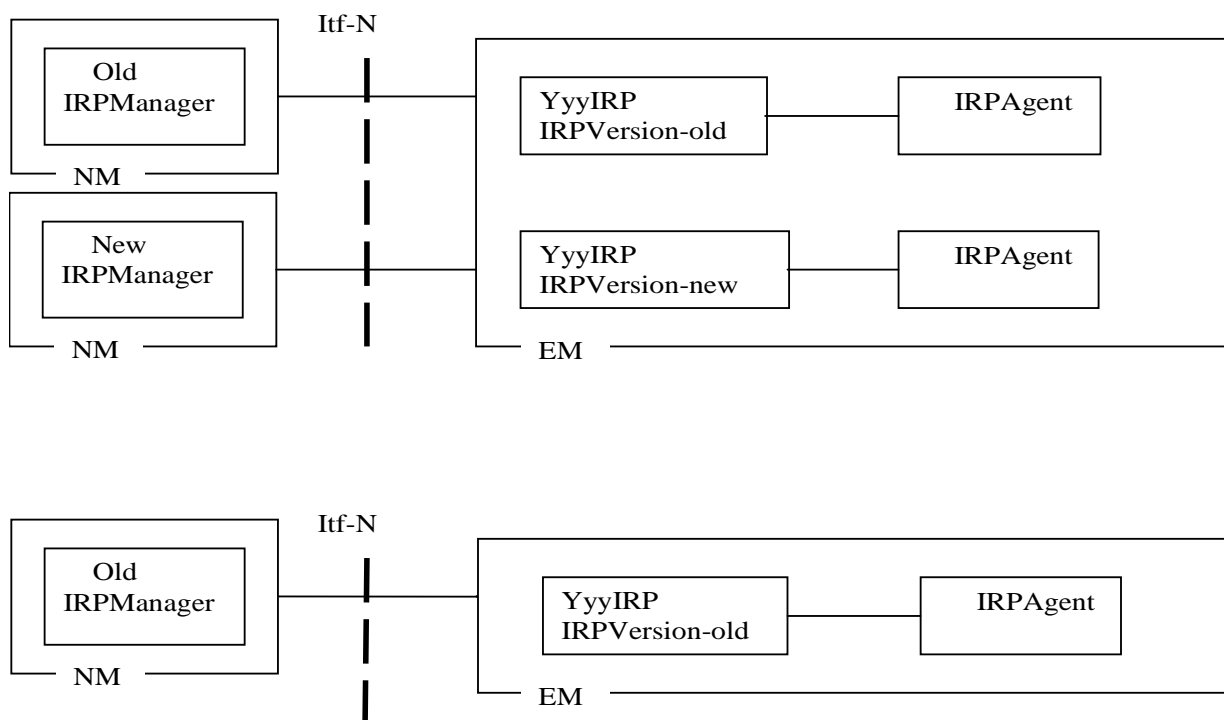 Itf-N
Old
IRPManager
NM
YyyIRP
IRPVersion-old
IRPAgent
New
IRPManager
NM
YyyIRP
IRPVersion-new
IRPAgent
EM
Itf-N
Old
IRPManager
NM
YyyIRP
IRPVersion-old
IRPAgent
EM